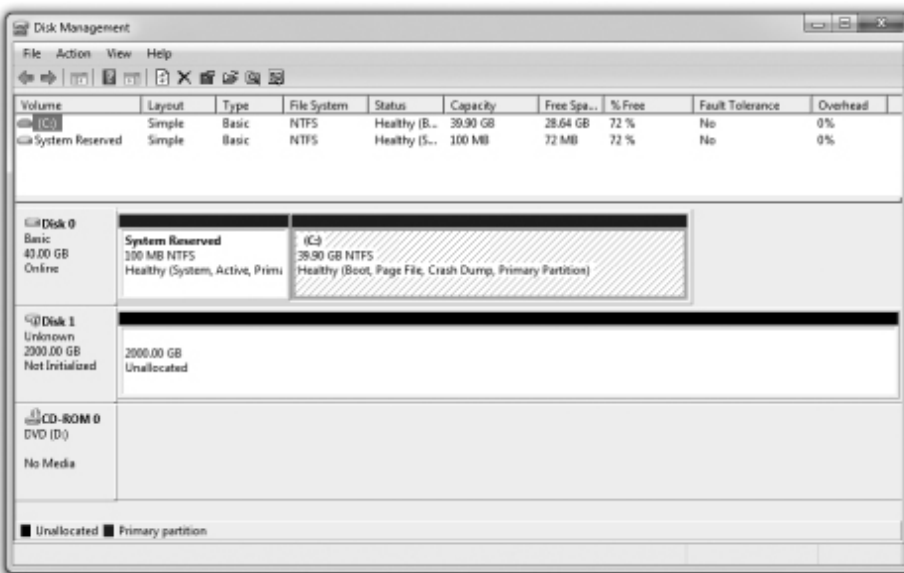 Disk Management
File Action View Help
Volume Layout Type File System Status Capacity Free Spa... % Free Fault Tolerance Overhead
(C:) Simple Basic NTFS Healthy (B... 39.90 GB 28.64 GB 72 % No 0%
System Reserved Simple Basic NTFS Healthy (S... 100 MB 72 MB 72 % No 0%
Disk 0
Basic
40.00 GB
Online
System Reserved
100 MB NTFS
Healthy (System, Active, Prima
(C:)
39.90 GB NTFS
Healthy (Boot, Page File, Crash Dump, Primary Partition)
Disk 1
Unknown
2000.00 GB
Not Initialized
2000.00 GB
Unallocated
CD-ROM 0
DVD (D:)
No Media
Unallocated Primary partition